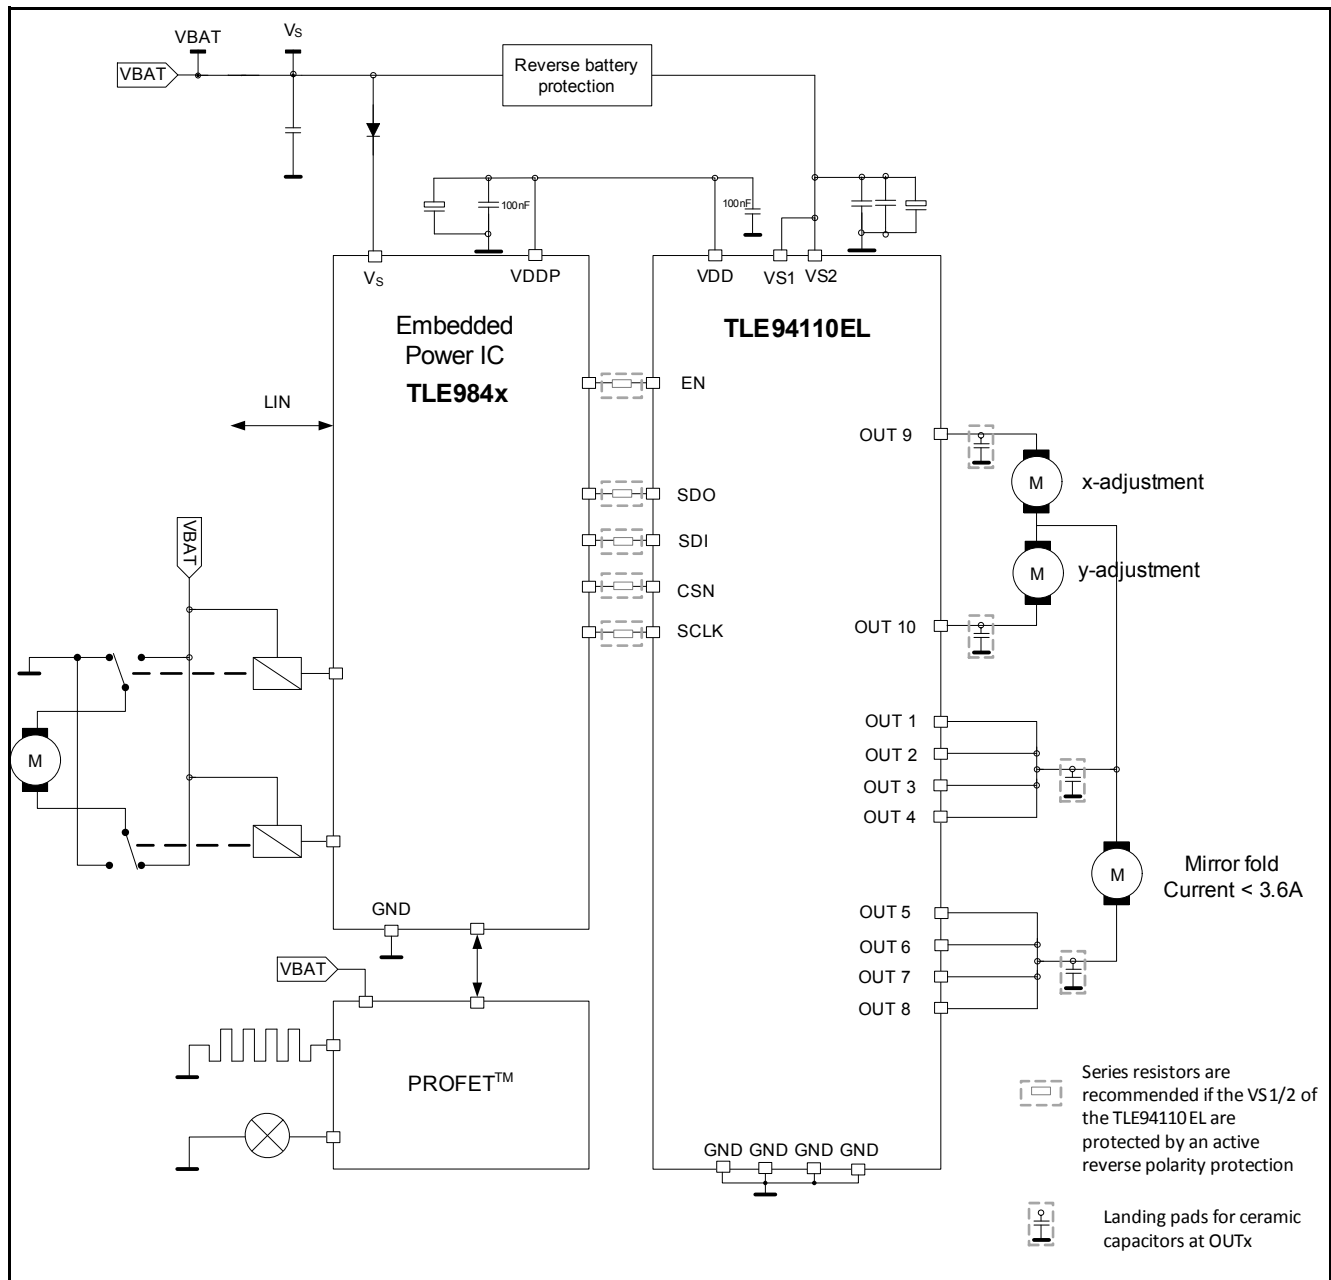 VBAT
VS
VBAT
Reverse battery
protection
100nF
100nF
VS
VDDP
VDD
VS1
VS2
Embedded
Power IC
TLE984x
TLE94110EL
LIN
EN
SDO
SDI
CSN
SCLK
OUT 9
x-adjustment
M
M
y-adjustment
OUT 10
VBAT
M
OUT 1
OUT 2
OUT 3
OUT 4
M
Mirror fold
Current < 3.6A
OUT 5
OUT 6
OUT 7
OUT 8
GND
VBAT
PROFET™
GND
GND
GND
GND
Series resistors are
recommended if the VS1/2 of
the TLE94110EL are
protected by an active
reverse polarity protection
Landing pads for ceramic
capacitors at OUTx